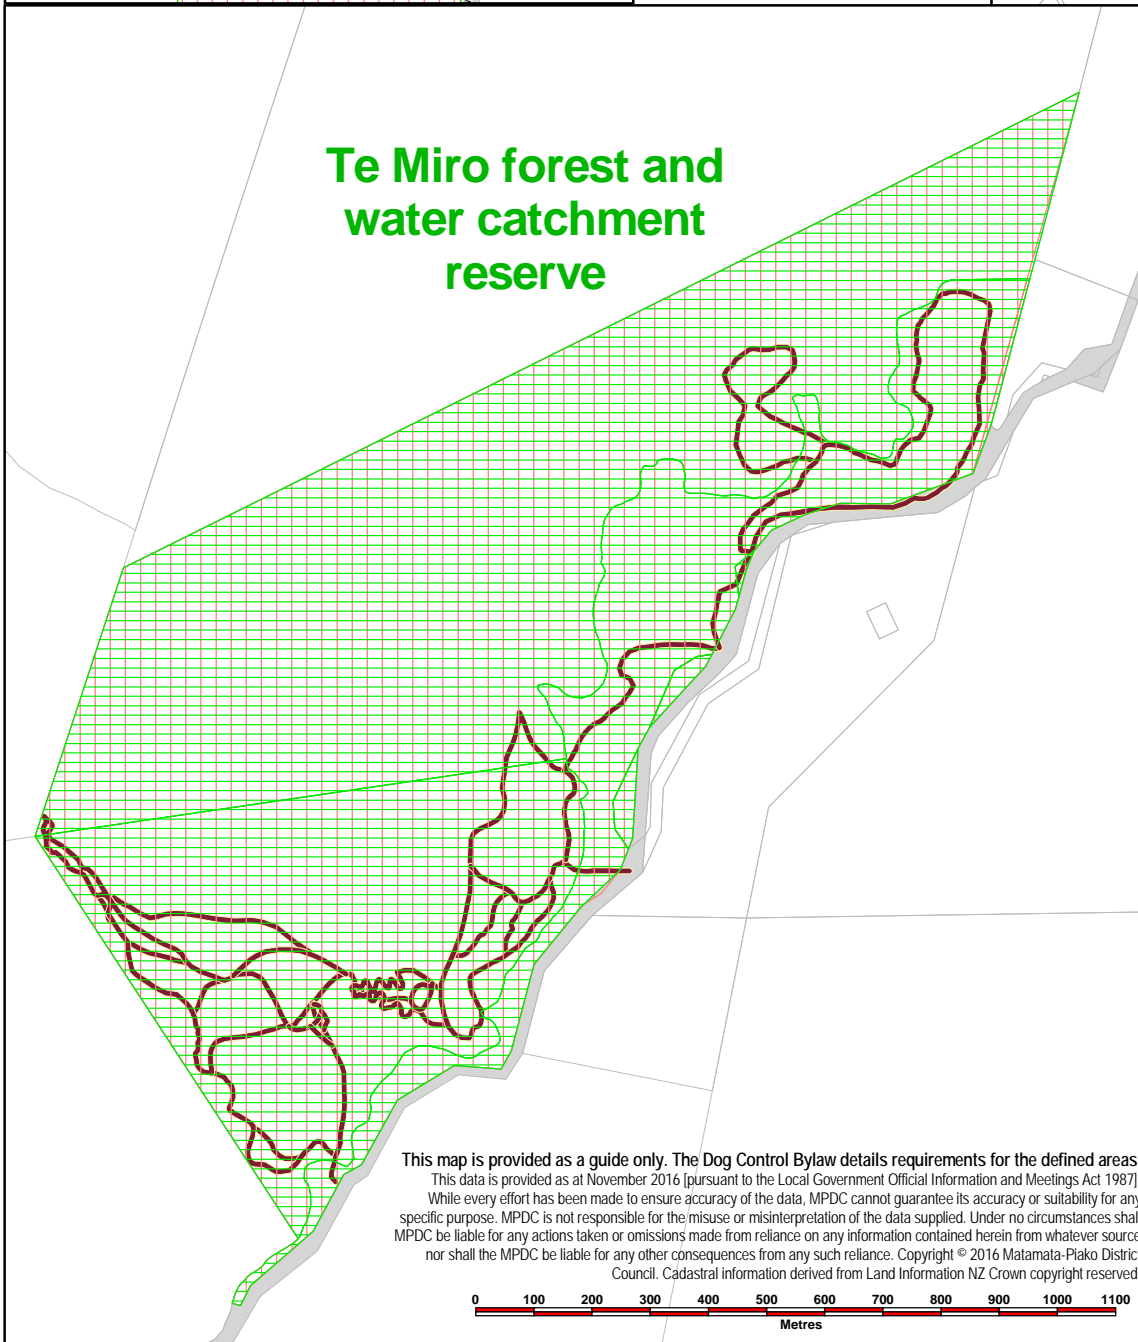 Te Miro forest and
water catchment
reserve
This map is provided as a guide only. The Dog Control Bylaw details requirements for the defined areas
This data is provided as at November 2016 [pursuant to the Local Government Official Information and Meetings Act 1987]
While every effort has been made to ensure accuracy of the data, MPDC cannot guarantee its accuracy or suitability for any
specific purpose. MPDC is not responsible for the misuse or misinterpretation of the data supplied. Under no circumstances shal
MPDC be liable for any actions taken or omissions made from reliance on any information contained herein from whatever source
nor shall the MPDC be liable for any other consequences from any such reliance. Copyright © 2016 Matamata-Piako Distric
Council. Cadastral information derived from Land Information NZ Crown copyright reserved
0 100 200 300 400 500 600 700 800 900 1000 1100
Metres